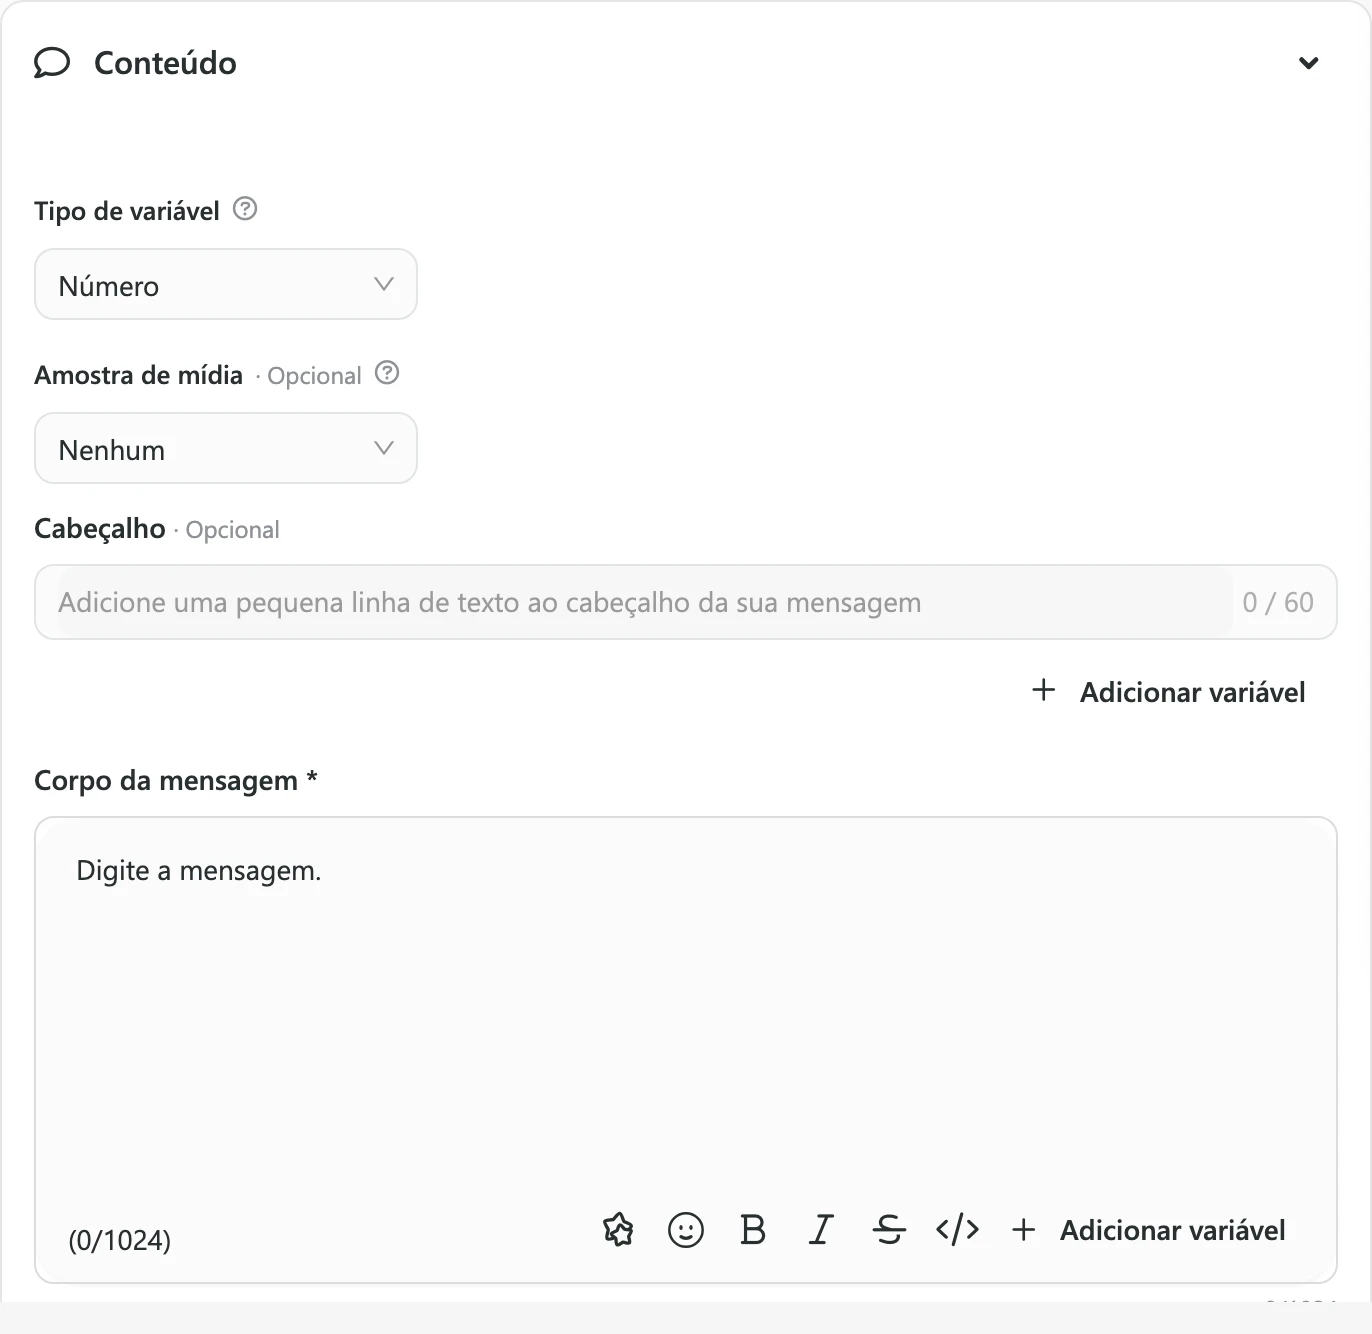 Conteúdo
Tipo de variável
Número
Amostra de mídia · Opcional
Nenhum
Cabeçalho · Opcional
Adicione uma pequena linha de texto ao cabeçalho da sua mensagem 0 / 60
+ Adicionar variável
Corpo da mensagem *
Digite a mensagem.
(0/1024) B I S </> + Adicionar variável